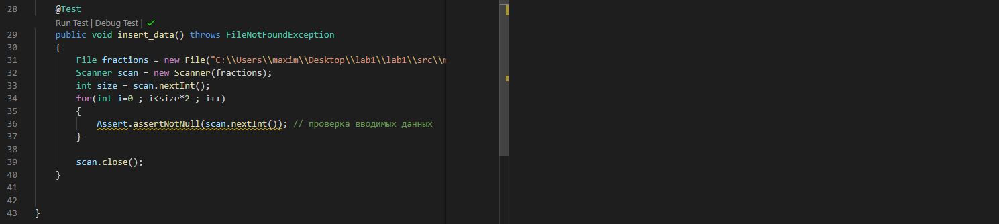 28 @Test
Run Test | Debug Test |
29 public void insert_data() throws FileNotFoundException
30 {
31 File fractions = new File("C:\\Users\\maxim\\Desktop\\lab1\\lab1\\src\\m
32 Scanner scan = new Scanner(fractions);
33 int size = scan.nextInt();
34 for(int i=0 ; i<size*2 ; i++)
35 {
36 Assert.assertNotNull(scan.nextInt()); // проверка вводимых данных
37 }
38
39 scan.close();
40 }
41
42
43 }